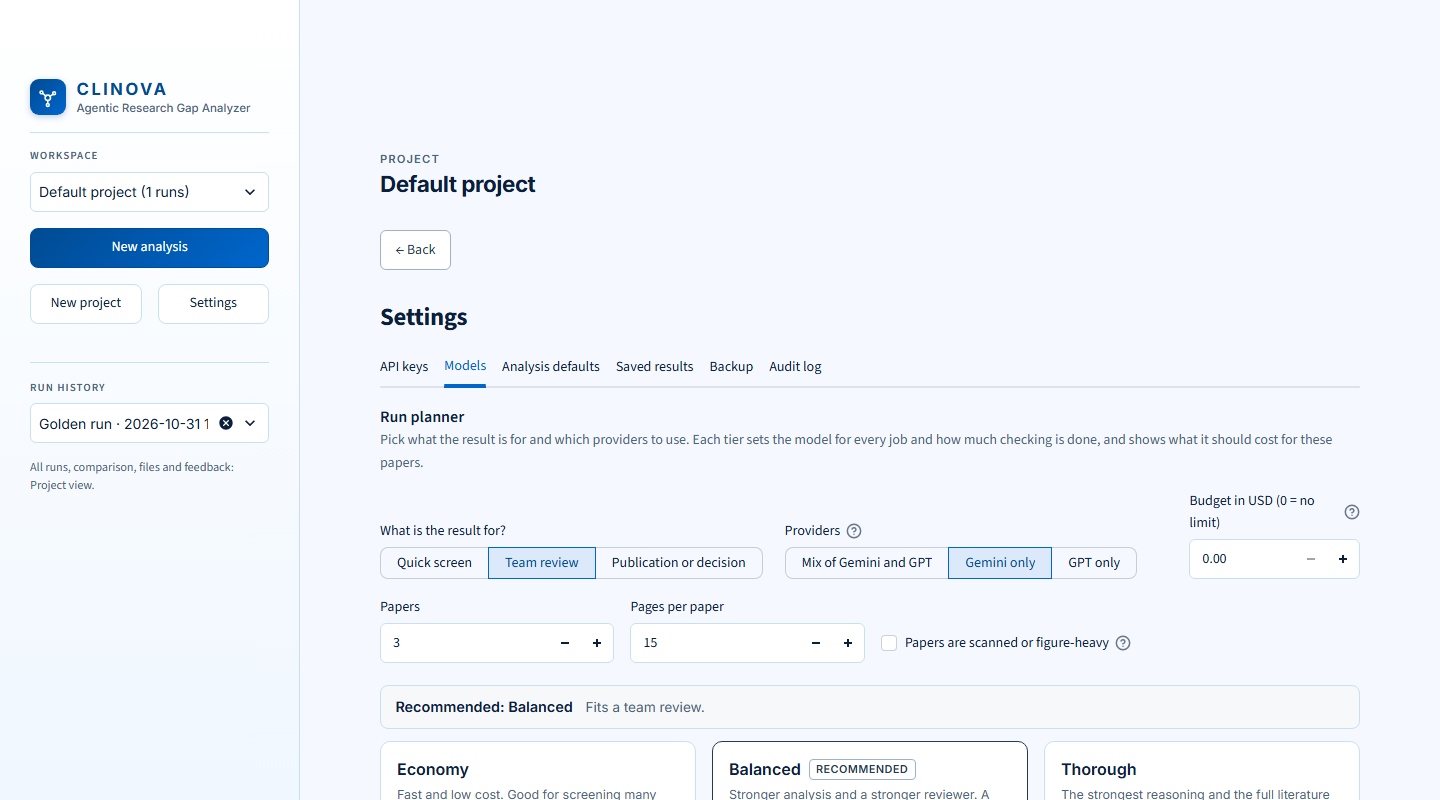 CLINOVA
Agentic Research Gap Analyzer
WORKSPACE
Default project (1 runs)
New analysis
New project
Settings
RUN HISTORY
Golden run · 2026-10-31 1
All runs, comparison, files and feedback:
Project view.
PROJECT
Default project
← Back
Settings
API keys
Models
Analysis defaults
Saved results
Backup
Audit log
Run planner
Pick what the result is for and which providers to use. Each tier sets the model for every job and how much checking is done, and shows what it should cost for these
papers.
What is the result for?
Quick screen
Team review
Publication or decision
Providers
Mix of Gemini and GPT
Gemini only
GPT only
Budget in USD (0 = no
limit)
0.00
Papers
3
Pages per paper
15
Papers are scanned or figure-heavy
Recommended: Balanced Fits a team review.
Economy
Fast and low cost. Good for screening many
Balanced RECOMMENDED
Stronger analysis and a stronger reviewer. A
Thorough
The strongest reasoning and the full literature